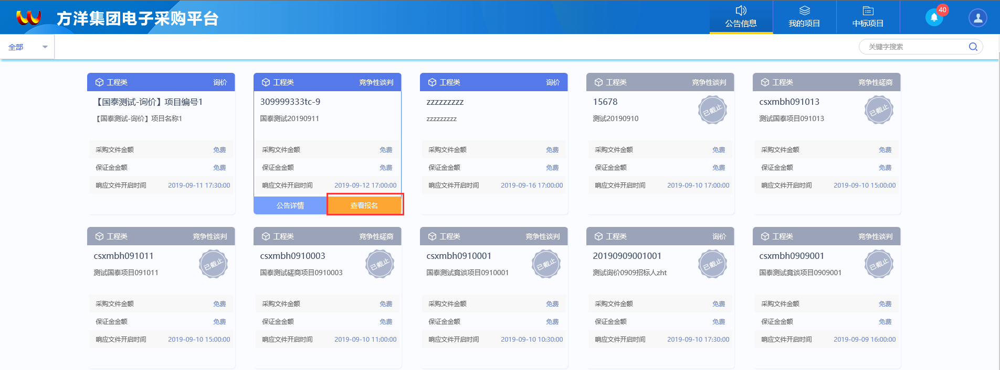 方洋集团电子采购平台
公告信息
我的项目
中标项目
40
全部
关键字搜索
工程类 询价
【国泰测试-询价】项目编号1
【国泰测试-询价】项目名称1
采购文件金额 免费
保证金金额 免费
响应文件开启时间 2019-09-11 17:30:00
工程类 竞争性谈判
309999333tc-9
国泰测试20190911
采购文件金额 免费
保证金金额 免费
响应文件开启时间 2019-09-12 17:00:00
公告详情 查看报名
工程类 询价
zzzzzzzzz
zzzzzzzzz
采购文件金额 免费
保证金金额 免费
响应文件开启时间 2019-09-16 17:00:00
工程类 竞争性谈判
15678
已截止
测试20190910
采购文件金额 免费
保证金金额 免费
响应文件开启时间 2019-09-10 17:00:00
工程类 竞争性磋商
csxmbh091013
已截止
测试国泰项目091013
采购文件金额 免费
保证金金额 免费
响应文件开启时间 2019-09-10 15:00:00
工程类 竞争性谈判
csxmbh091011
已截止
测试国泰项目091011
采购文件金额 免费
保证金金额 免费
响应文件开启时间 2019-09-10 15:00:00
工程类 竞争性磋商
csxmbh0910003
已截止
国泰测试磋商项目0910003
采购文件金额 免费
保证金金额 免费
响应文件开启时间 2019-09-10 11:00:00
工程类 竞争性谈判
csxmbh0910001
已截止
国泰测试竟谈项目0910001
采购文件金额 免费
保证金金额 免费
响应文件开启时间 2019-09-10 10:30:00
工程类 询价
20190909001001
已截止
测试询价0909招标人zht
采购文件金额 免费
保证金金额 免费
响应文件开启时间 2019-09-10 17:30:00
工程类 竞争性谈判
csxmbh0909001
已截止
国泰测试竟谈项目0909001
采购文件金额 免费
保证金金额 免费
响应文件开启时间 2019-09-09 16:00:00